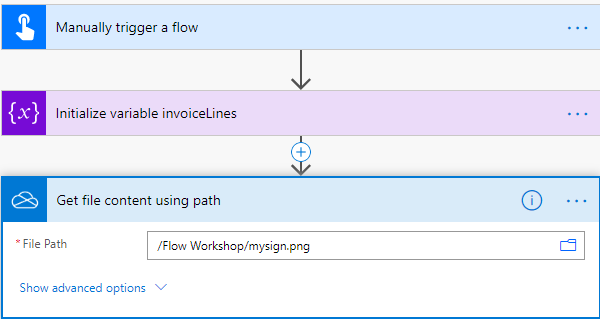 Manually trigger a flow
{x} Initialize variable invoiceLines
Get file content using path
* File Path /Flow Workshop/mysign.png
Show advanced options